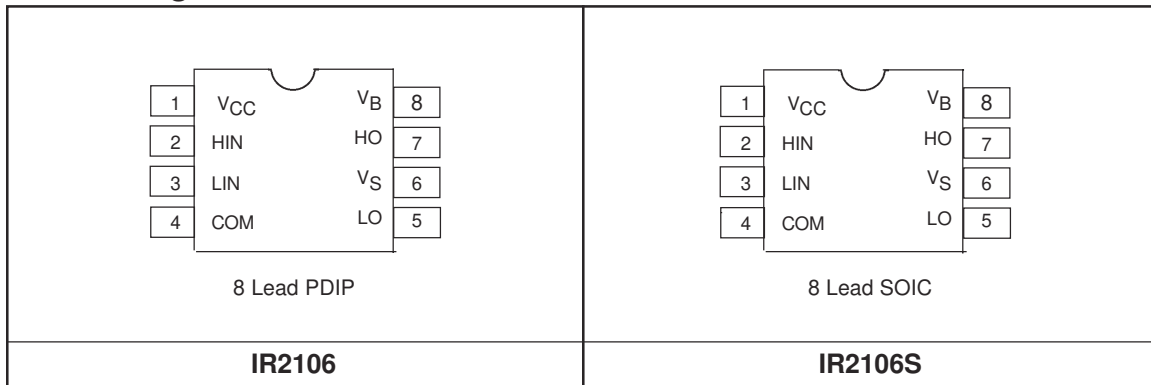 1 VCC VB 8
2 HIN HO 7
3 LIN VS 6
4 COM LO 5
8 Lead PDIP
IR2106
1 VCC VB 8
2 HIN HO 7
3 LIN VS 6
4 COM LO 5
8 Lead SOIC
IR2106S